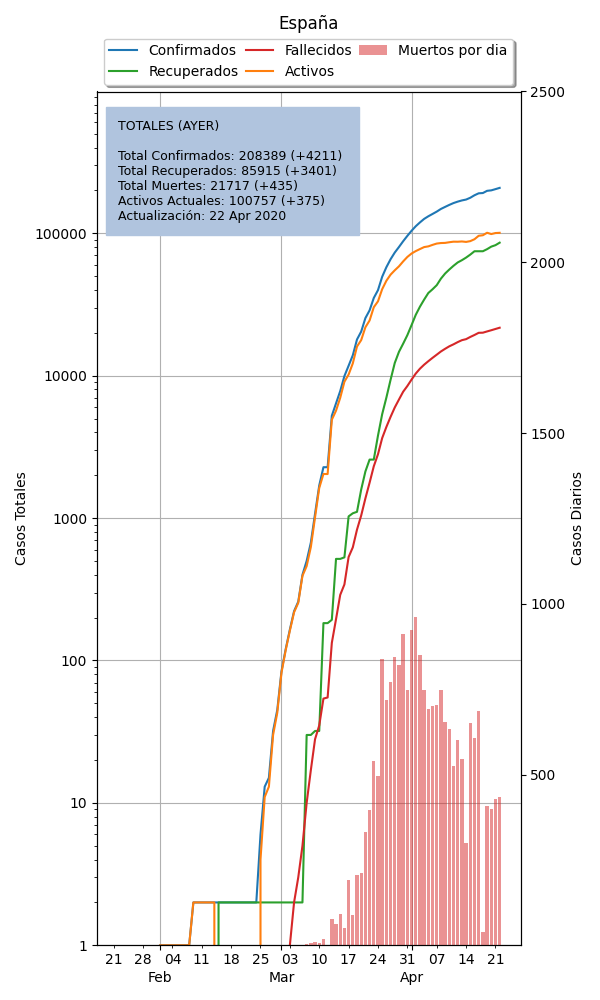 España
Confirmados
Recuperados
Fallecidos
Activos
Muertos por dia
TOTALES (AYER)
Total Confirmados: 208389 (+4211)
Total Recuperados: 85915 (+3401)
Total Muertes: 21717 (+435)
Activos Actuales: 100757 (+375)
Actualización: 22 Apr 2020
Casos Totales
100000
10000
1000
100
10
1
2500
2000
1500
1000
500
Casos Diarios
21 28 04 11 18 25 03 10 17 24 31 07 14 21
Feb Mar Apr